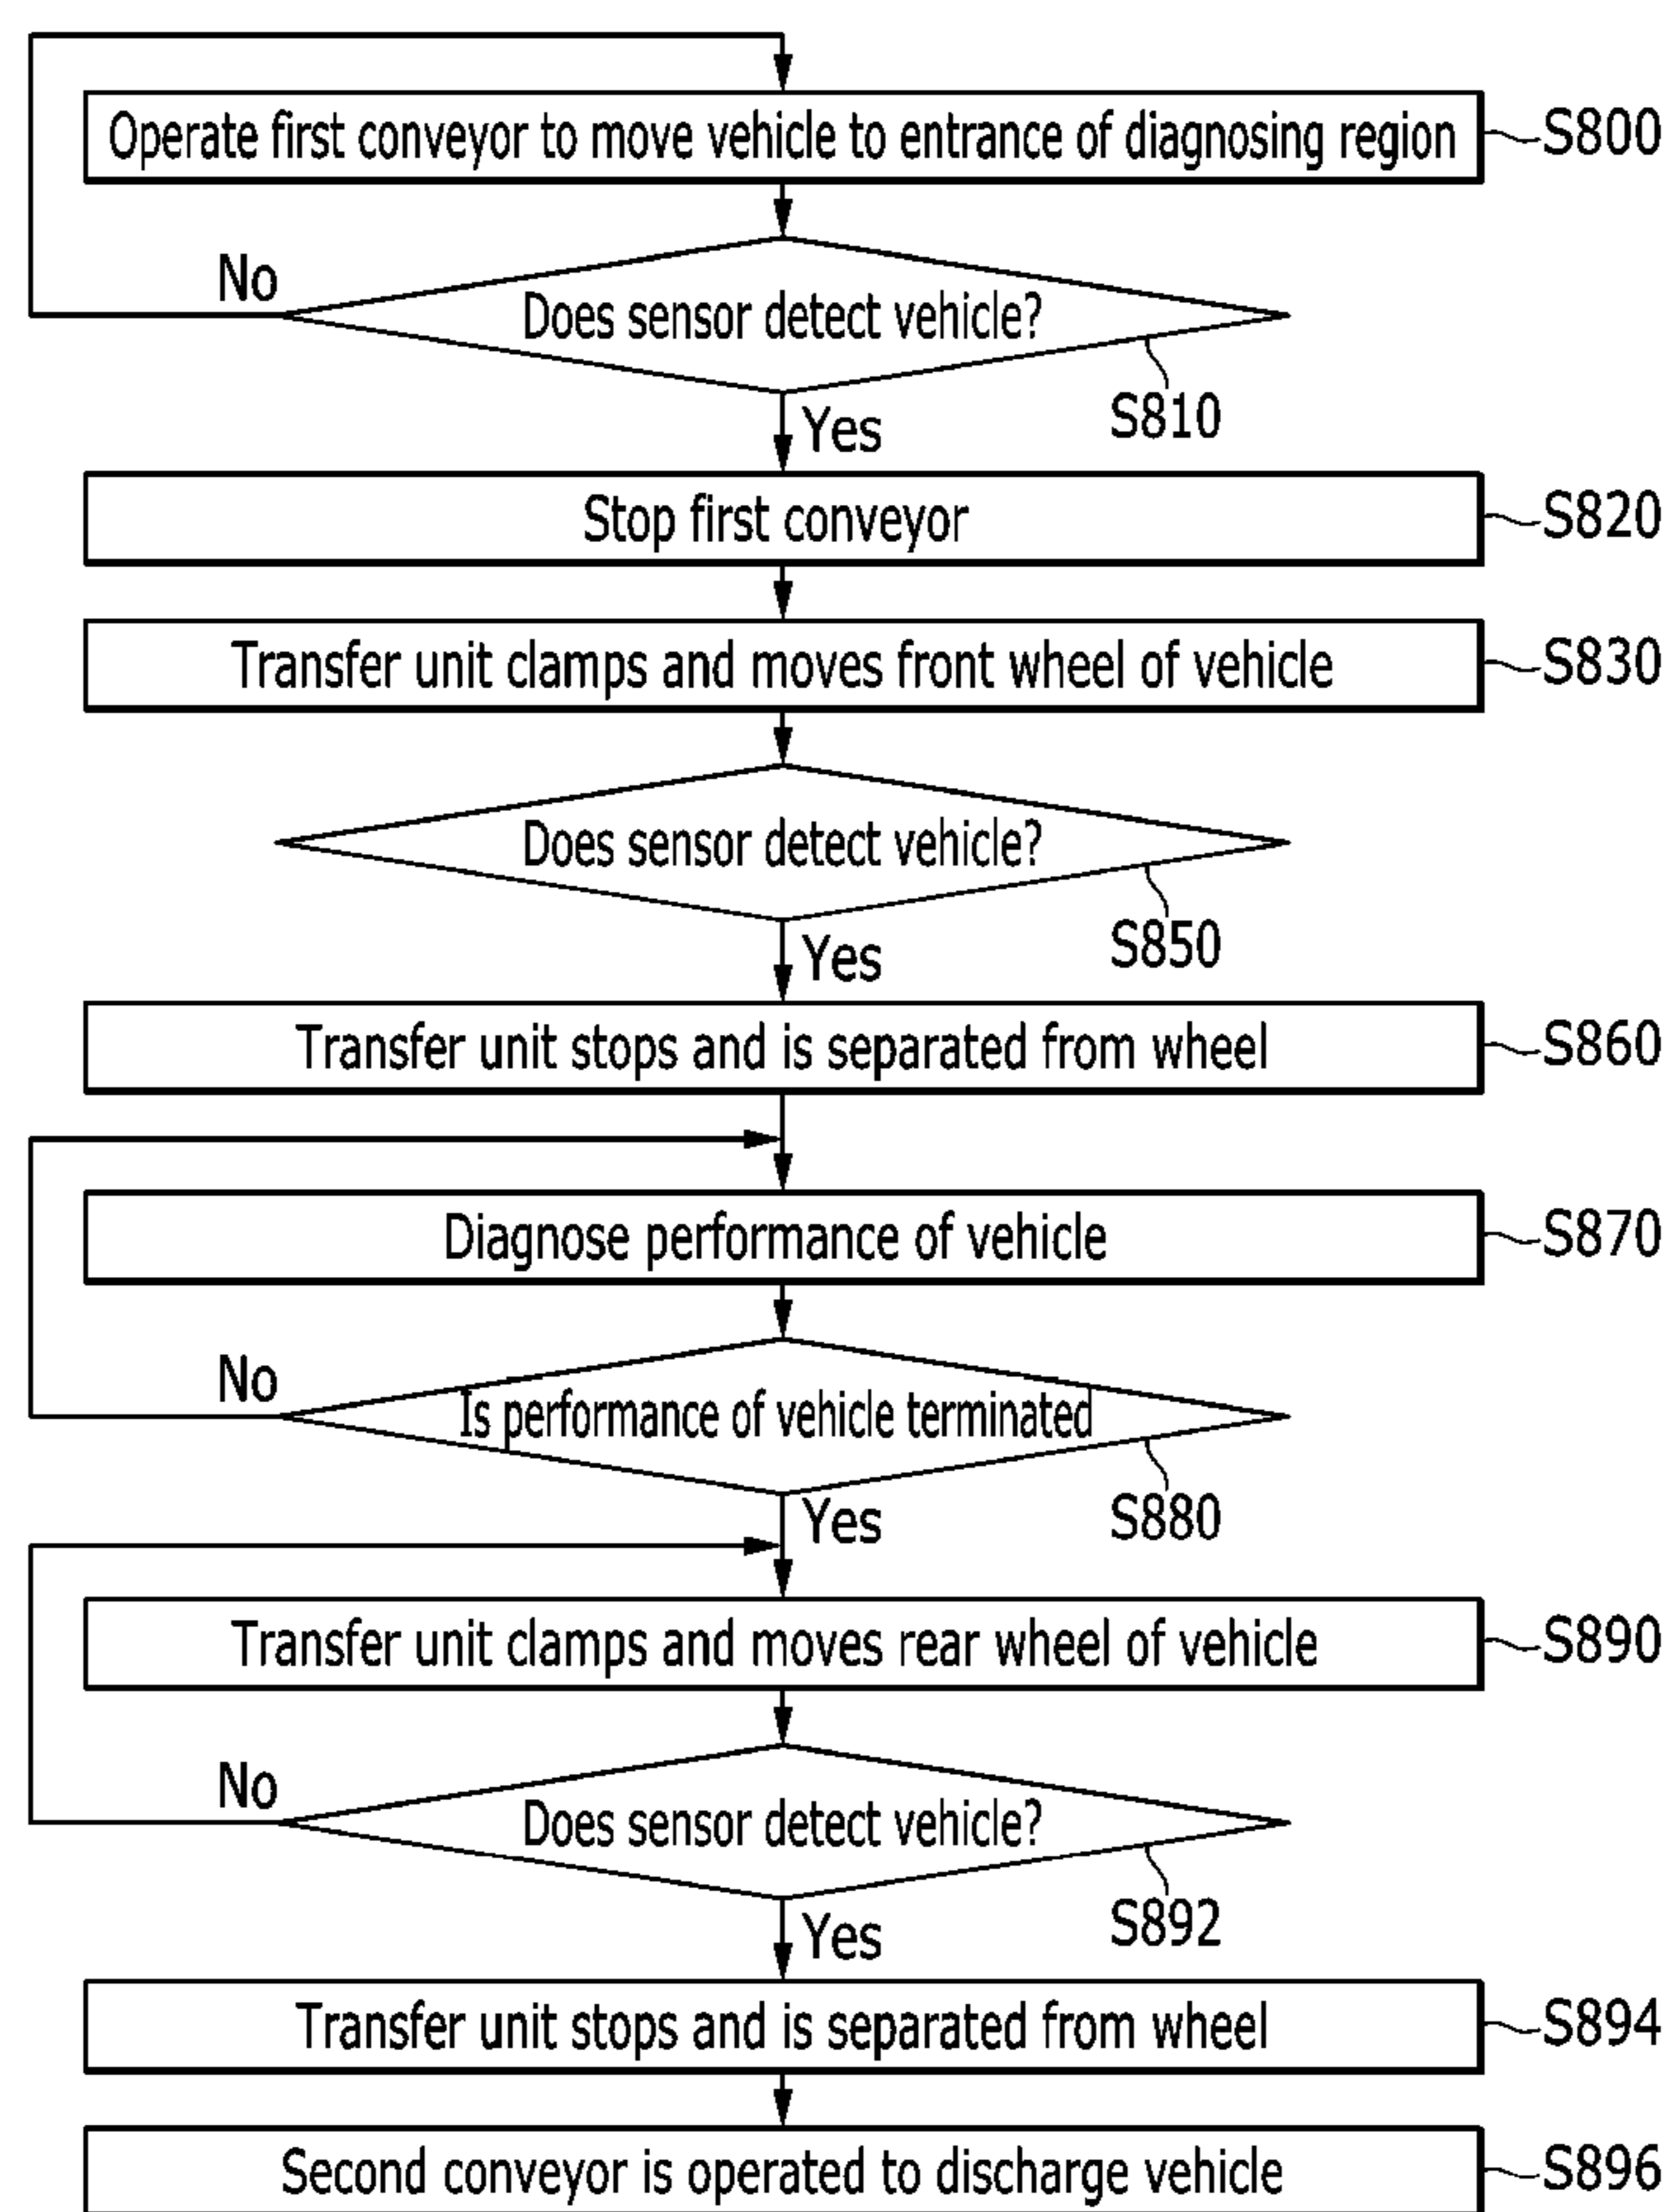 Operate first conveyor to move vehicle to entrance of diagnosing region
S800
No
Does sensor detect vehicle?
S810
Yes
Stop first conveyor
S820
Transfer unit clamps and moves front wheel of vehicle
S830
Does sensor detect vehicle?
S850
Yes
Transfer unit stops and is separated from wheel
S860
Diagnose performance of vehicle
S870
No
Is performance of vehicle terminated
S880
Yes
Transfer unit clamps and moves rear wheel of vehicle
S890
No
Does sensor detect vehicle?
S892
Yes
Transfer unit stops and is separated from wheel
S894
Second conveyor is operated to discharge vehicle
S896